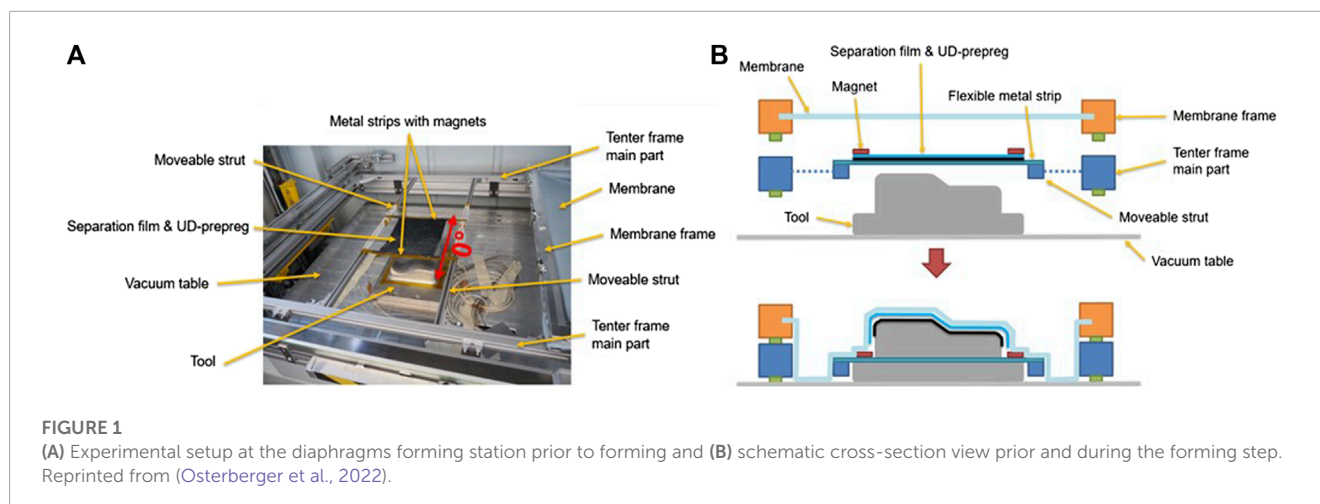 A
Metal strips with magnets
Moveable strut
Separation film & UD-prepreg
Vacuum table
Tool
Tenter frame
main part
Membrane
Membrane frame
Moveable strut
Tenter frame
main part
0°
B
Separation film & UD-prepreg
Membrane
Magnet
Flexible metal strip
Membrane frame
Tenter frame
main part
Tool
Moveable strut
Vacuum table
FIGURE 1
(A) Experimental setup at the diaphragms forming station prior to forming and (B) schematic cross-section view prior and during the forming step.
Reprinted from (Osterberger et al., 2022).